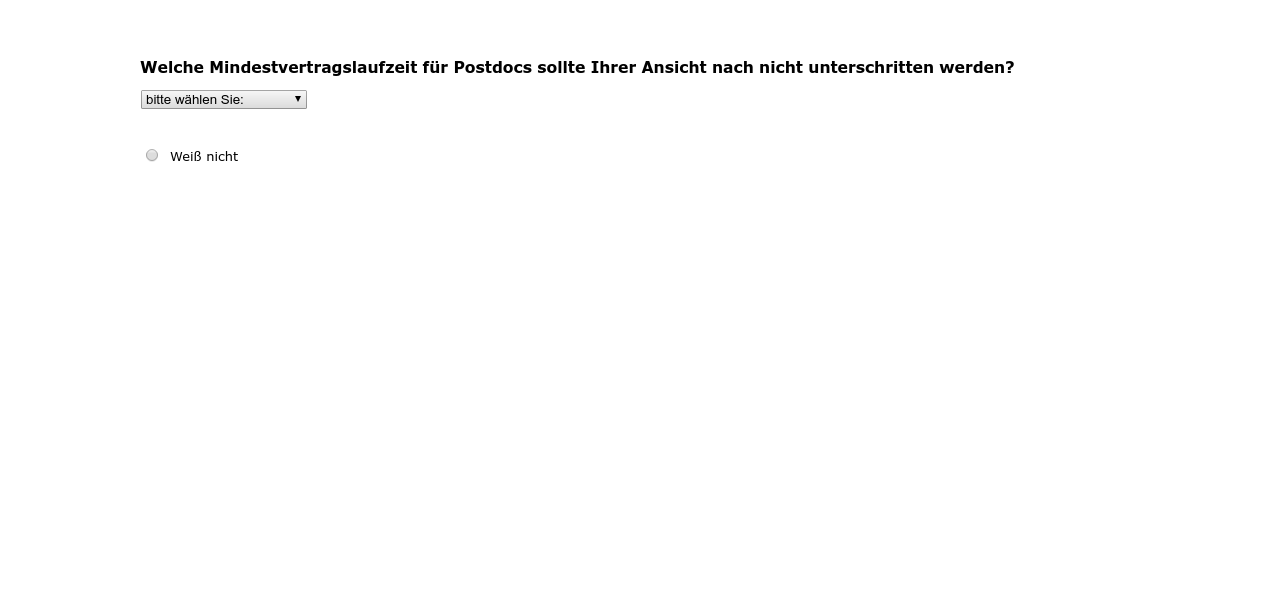 Welche Mindestvertragslaufzeit für Postdocs sollte Ihrer Ansicht nach nicht unterschritten werden?
bitte wählen Sie:
Weiß nicht